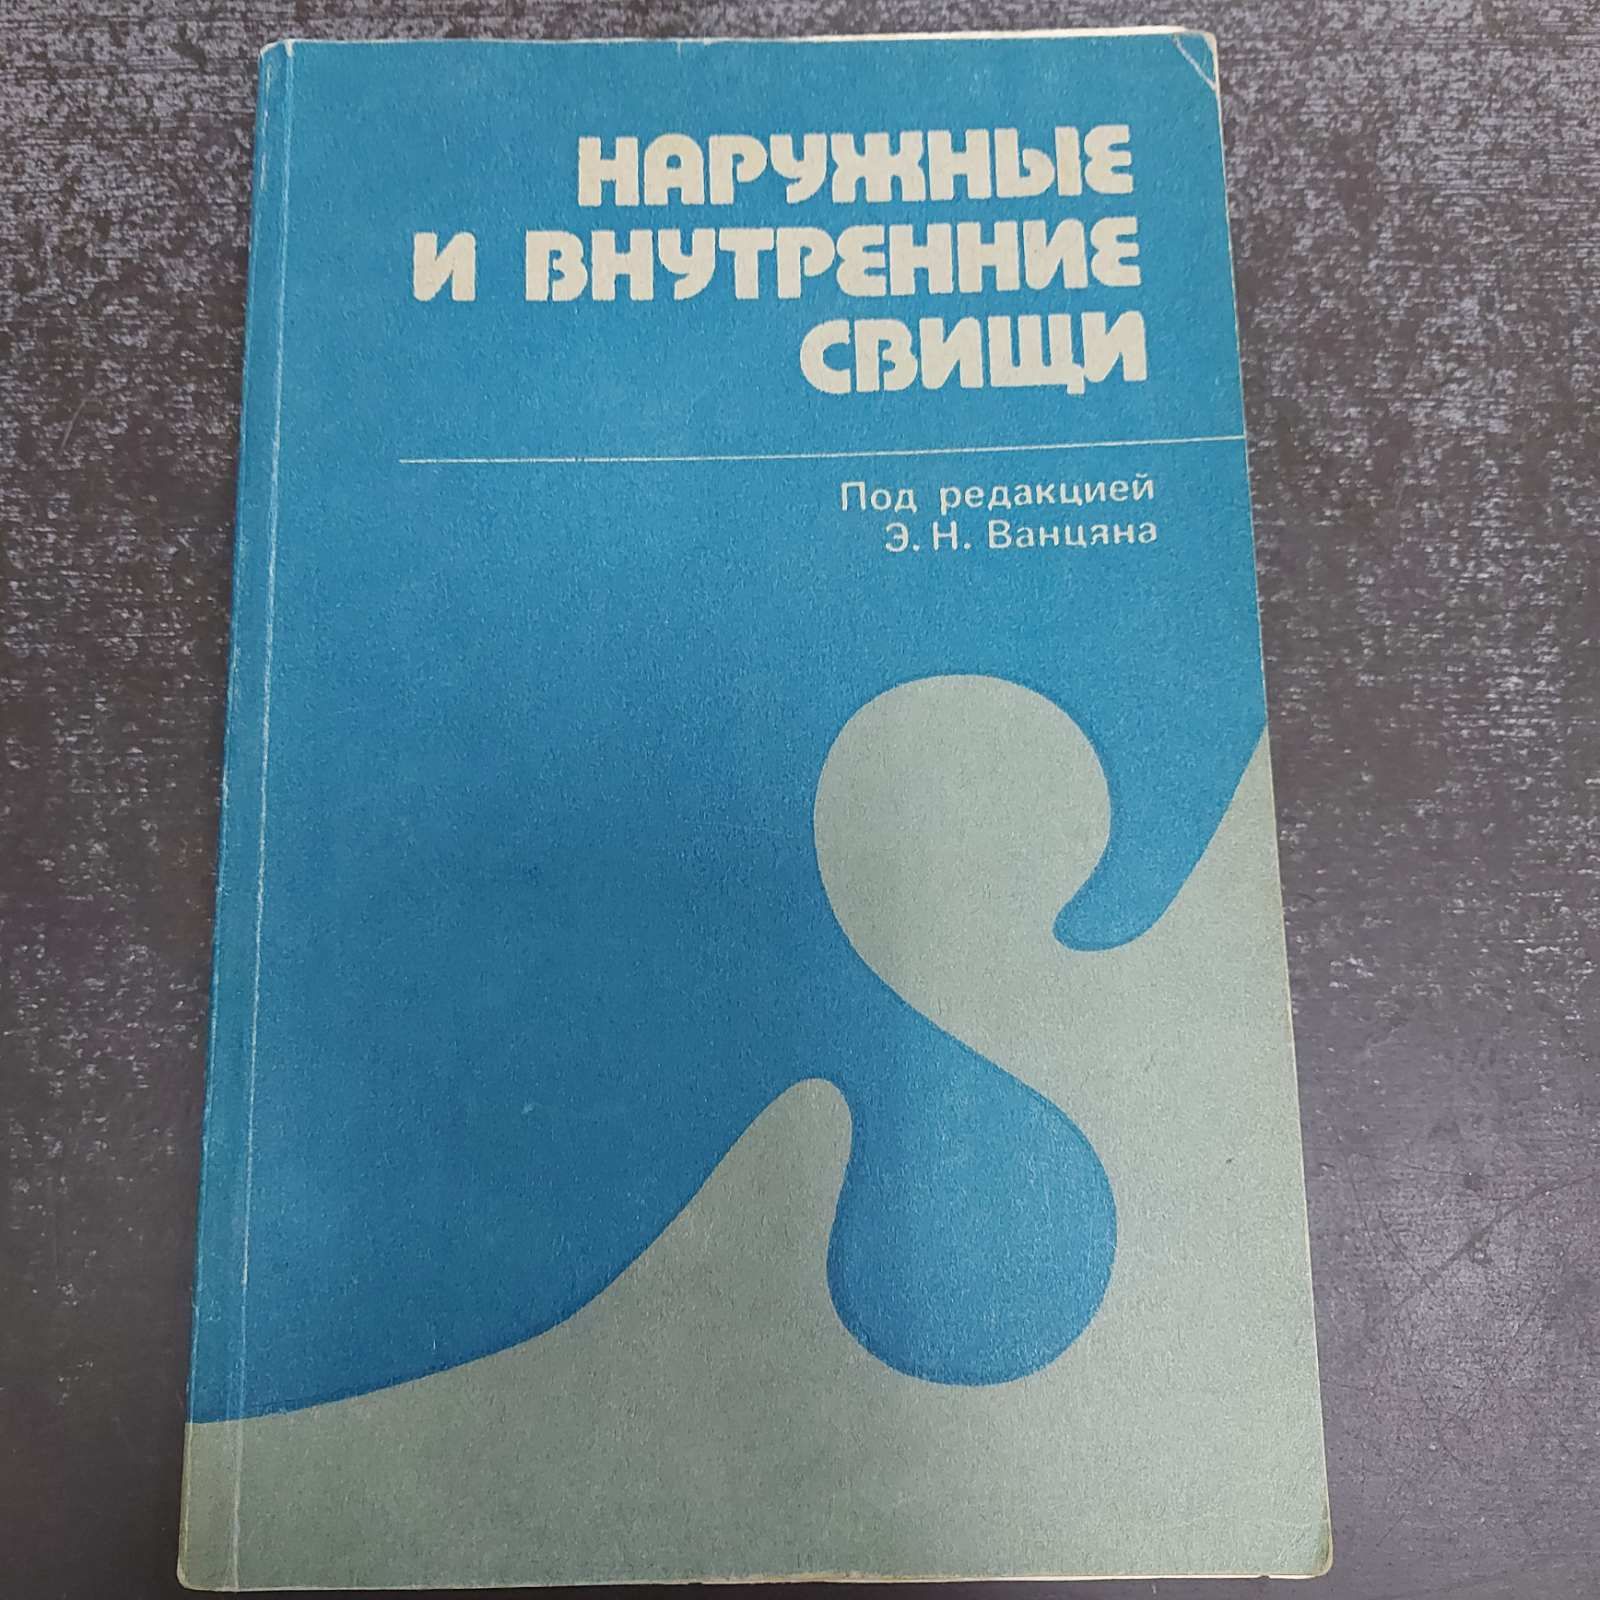 НАРУЖНЫЕ
И ВНУТРЕННИЕ
СВИЩИ
Под редакцией
Э. Н. Ванцяна